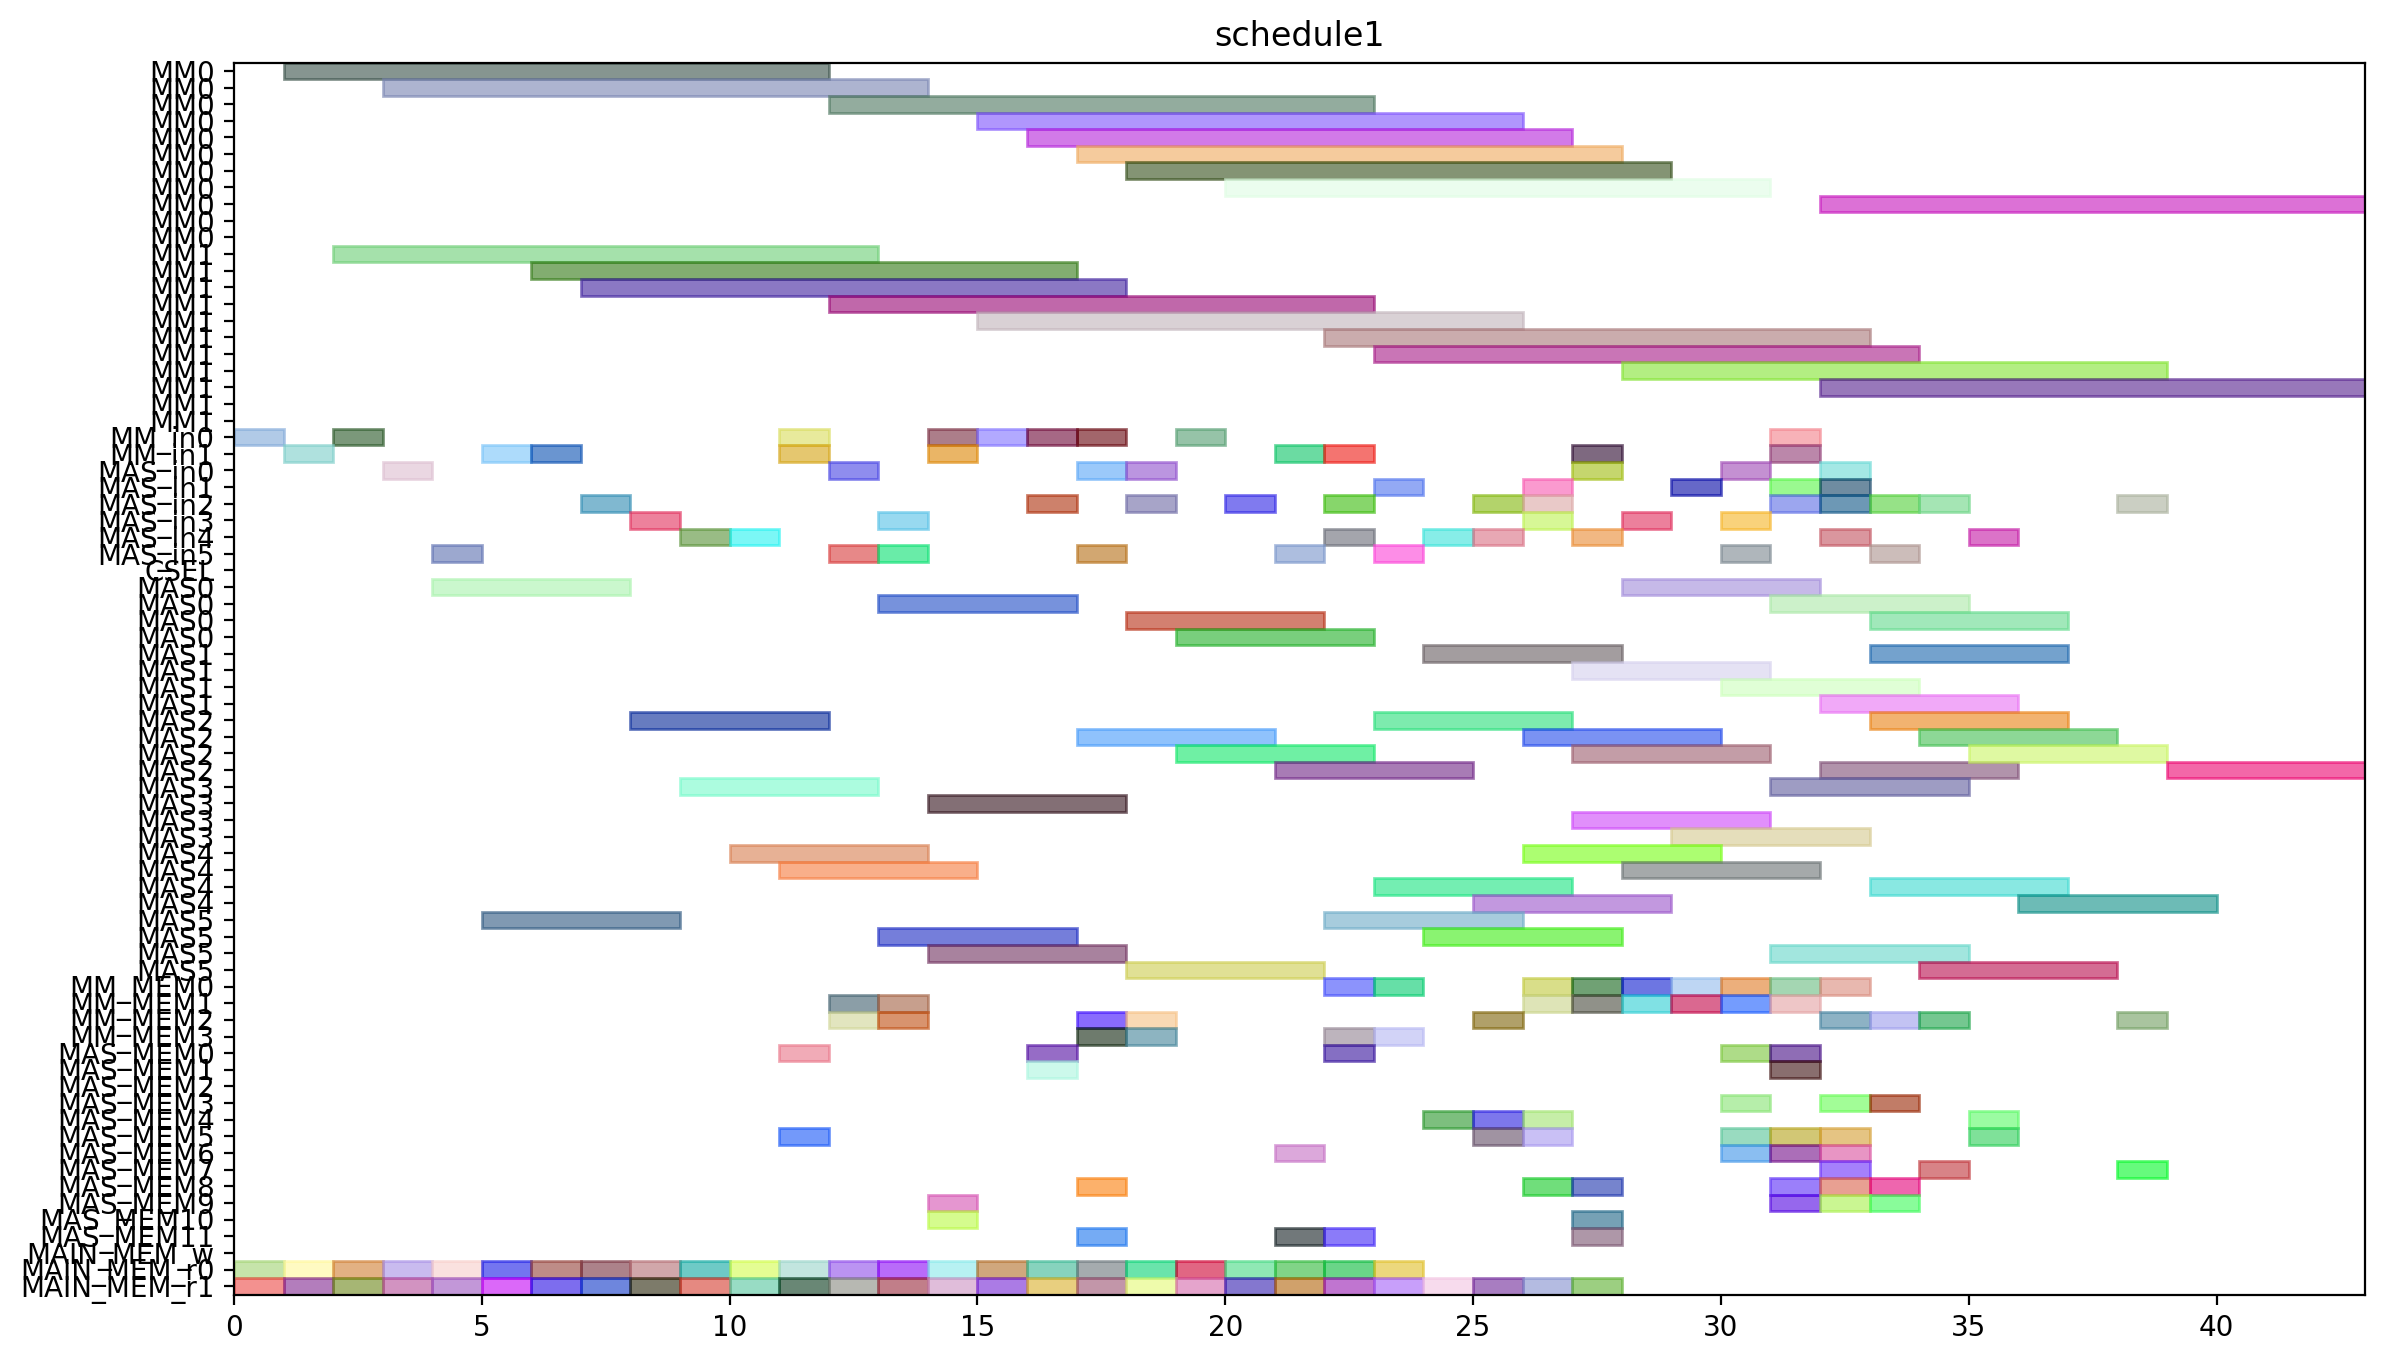 schedule1
MM0
MM0
MM0
MM0
MM0
MM0
MM0
MM0
MM0
MM0
MM0
MM1
MM1
MM1
MM1
MM1
MM1
MM1
MM1
MM1
MM1
MM1
MM_in0
MM_in1
MAS_in0
MAS_in1
MAS_in2
MAS_in3
MAS_in4
MAS_in5
CSEL
MAS0
MAS0
MAS0
MAS0
MAS1
MAS1
MAS1
MAS1
MAS2
MAS2
MAS2
MAS2
MAS3
MAS3
MAS3
MAS3
MAS4
MAS4
MAS4
MAS4
MAS5
MAS5
MAS5
MAS5
MM_MEM0
MM_MEM1
MM_MEM2
MM_MEM3
MAS_MEM0
MAS_MEM1
MAS_MEM2
MAS_MEM3
MAS_MEM4
MAS_MEM5
MAS_MEM6
MAS_MEM7
MAS_MEM8
MAS_MEM9
MAS_MEM10
MAS_MEM11
MAIN_MEM_w
MAIN_MEM_r0
MAIN_MEM_r1
0 5 10 15 20 25 30 35 40